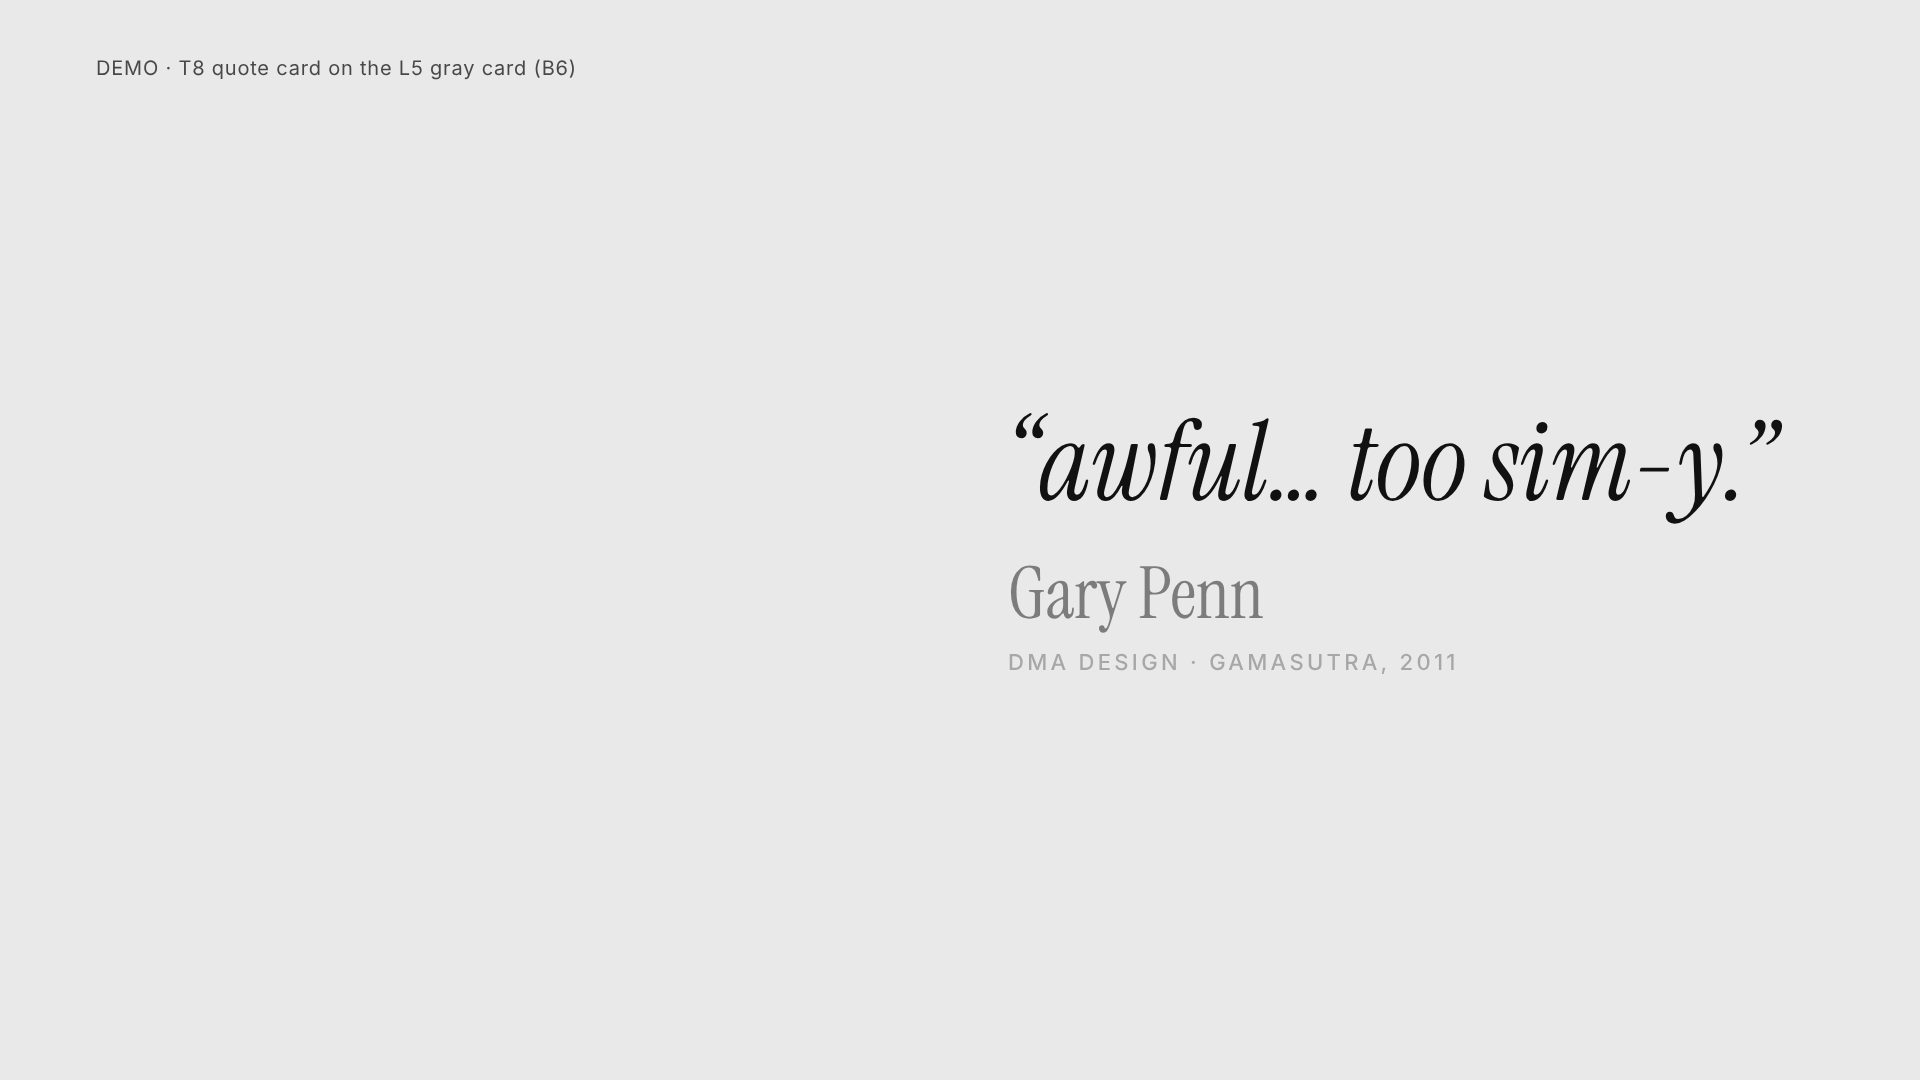 DEMO · T8 quote card on the L5 gray card (B6)
“awful... too sim-y.”
Gary Penn
DMA DESIGN · GAMASUTRA, 2011